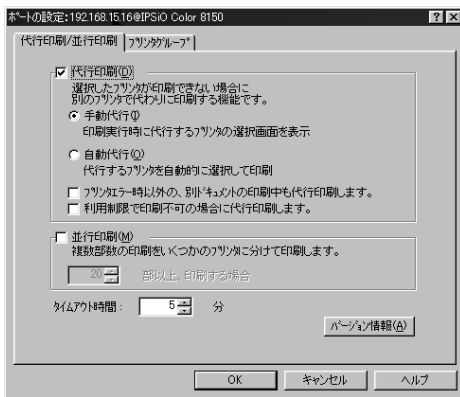 ポートの設定:192.168.15.16@IPSiO Color 8150
代行印刷/並行印刷
プリンタグループ
代行印刷(D)
選択したプリンタが印刷できない場合に
別のプリンタで代わりに印刷する機能です。
手動代行(I)
印刷実行時に代行するプリンタの選択画面を表示
自動代行(O)
代行するプリンタを自動的に選択して印刷
プリンタエラー時以外の、別ドキュメントの印刷中も代行印刷します。
利用制限で印刷不可の場合に代行印刷します。
並行印刷(M)
複数部数の印刷をいくつかのプリンタに分けて印刷します。
20 部以上、印刷する場合
タイムアウト時間: 5 分
バージョン情報(A)
OK キャンセル ヘルプ